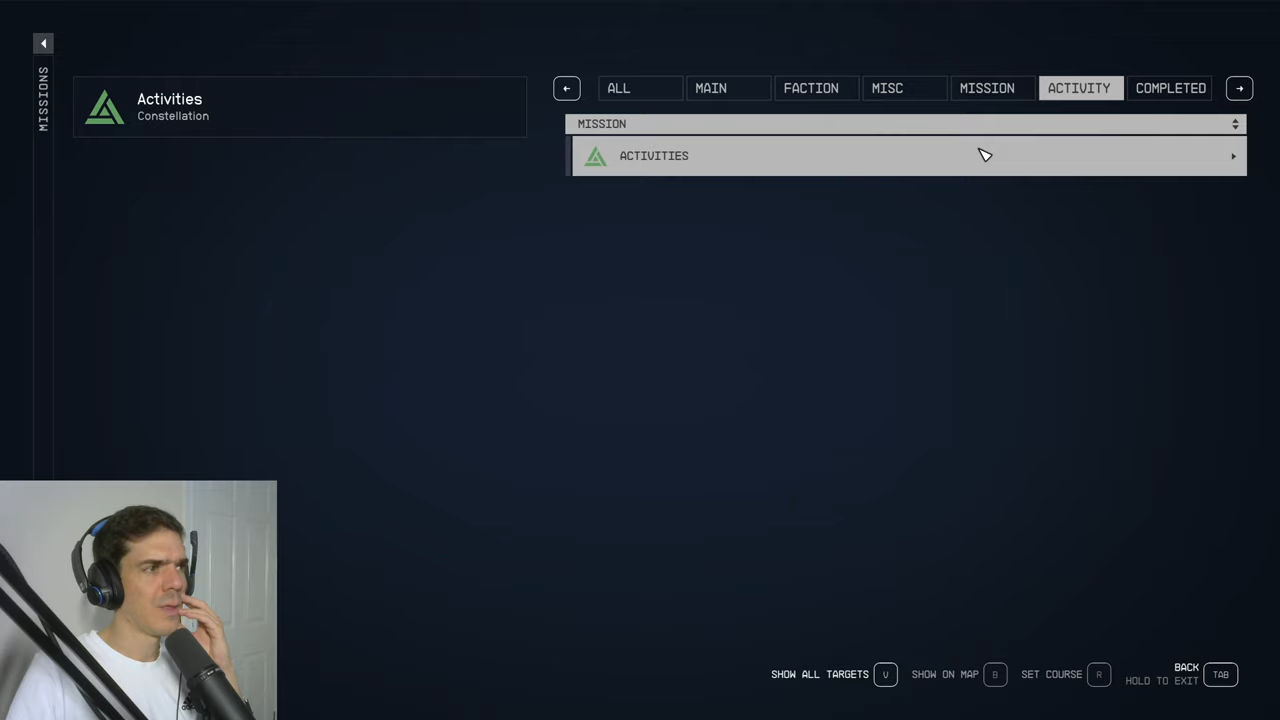 MISSIONS
Activities
Constellation
ALL
MAIN
FACTION
MISC
MISSION
ACTIVITY
COMPLETED
MISSION
ACTIVITIES
SHOW ALL TARGETS V
SHOW ON MAP B
SET COURSE R
BACK
HOLD TO EXIT
TAB